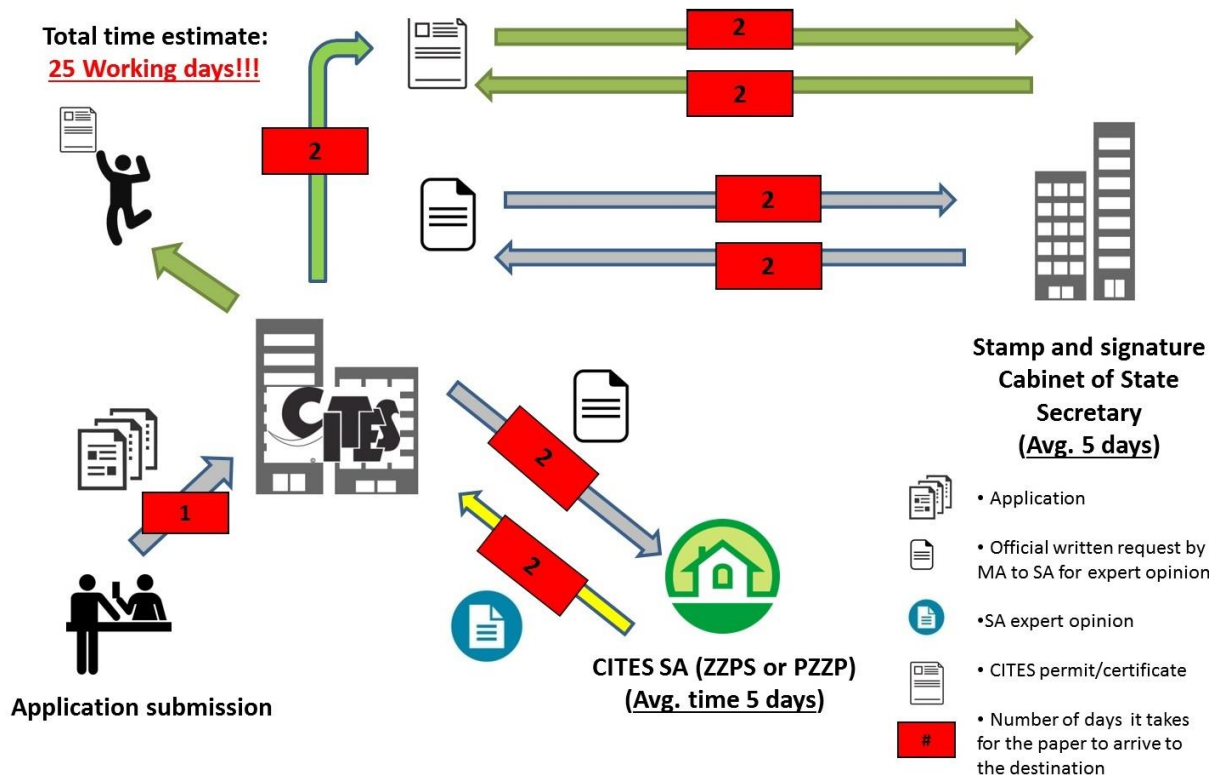 Total time estimate:
25 Working days!!!
2
2
2
2
2
Stamp and signature
Cabinet of State
Secretary
(Avg. 5 days)
CITES
1
2
2
Application submission
CITES SA (ZZPS or PZZP)
(Avg. time 5 days)
• Application
• Official written request by
MA to SA for expert opinion
•SA expert opinion
• CITES permit/certificate
# • Number of days it takes
for the paper to arrive to
the destination